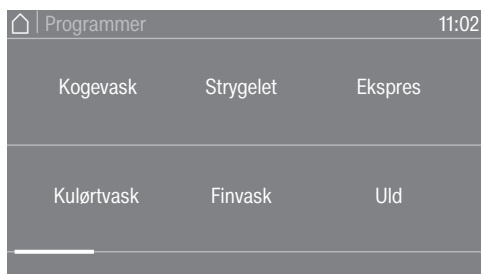 Programmer 11:02
Kogevask Strygelet Ekspres
Kulørtvask Finvask Uld